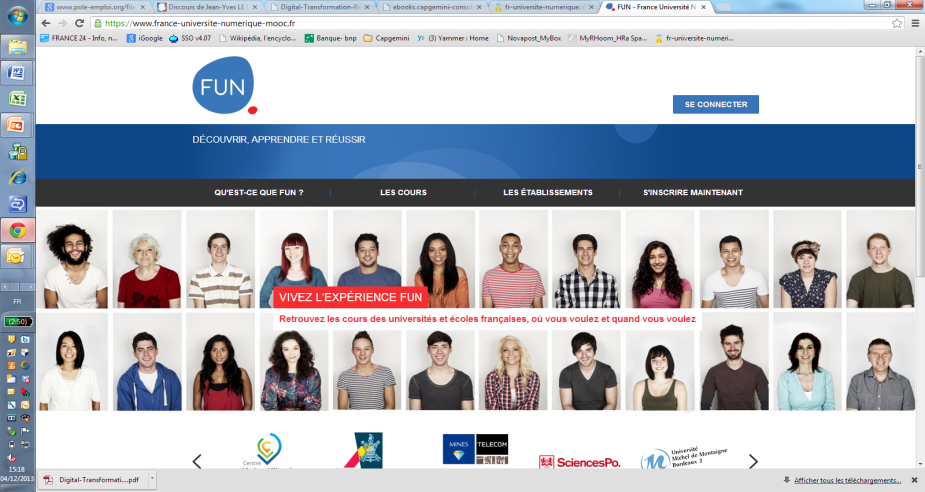 www.pole-emploi.org/file
Discours de Jean-Yves LE
Digital-Transformation-R
ebooks.capgemini-consul
fr-universite-numerique
FUN - France Université N
https://www.france-universite-numerique-mooc.fr
FRANCE 24 - Info, n...
iGoogle
SSO v4.07
Wikipédia, l'encyclo...
Banque- bnp
Capgemini
(3) Yammer : Home
Novapost_MyBox
MyRHoom_HRa Spa...
fr-universite-numeri...
FUN
SE CONNECTER
DÉCOUVRIR, APPRENDRE ET RÉUSSIR
QU'EST-CE QUE FUN ?
LES COURS
LES ÉTABLISSEMENTS
S'INSCRIRE MAINTENANT
VIVEZ L'EXPÉRIENCE FUN
Retrouvez les cours des universités et écoles françaises, où vous voulez et quand vous voulez
FR
(2:50)
Centre
MINES
TELECOM
SciencesPo.
Université
Michel de Montaigne
Bordeaux 3
15:18
04/12/2013
Digital-Transformati....pdf
Afficher tous les téléchargements...